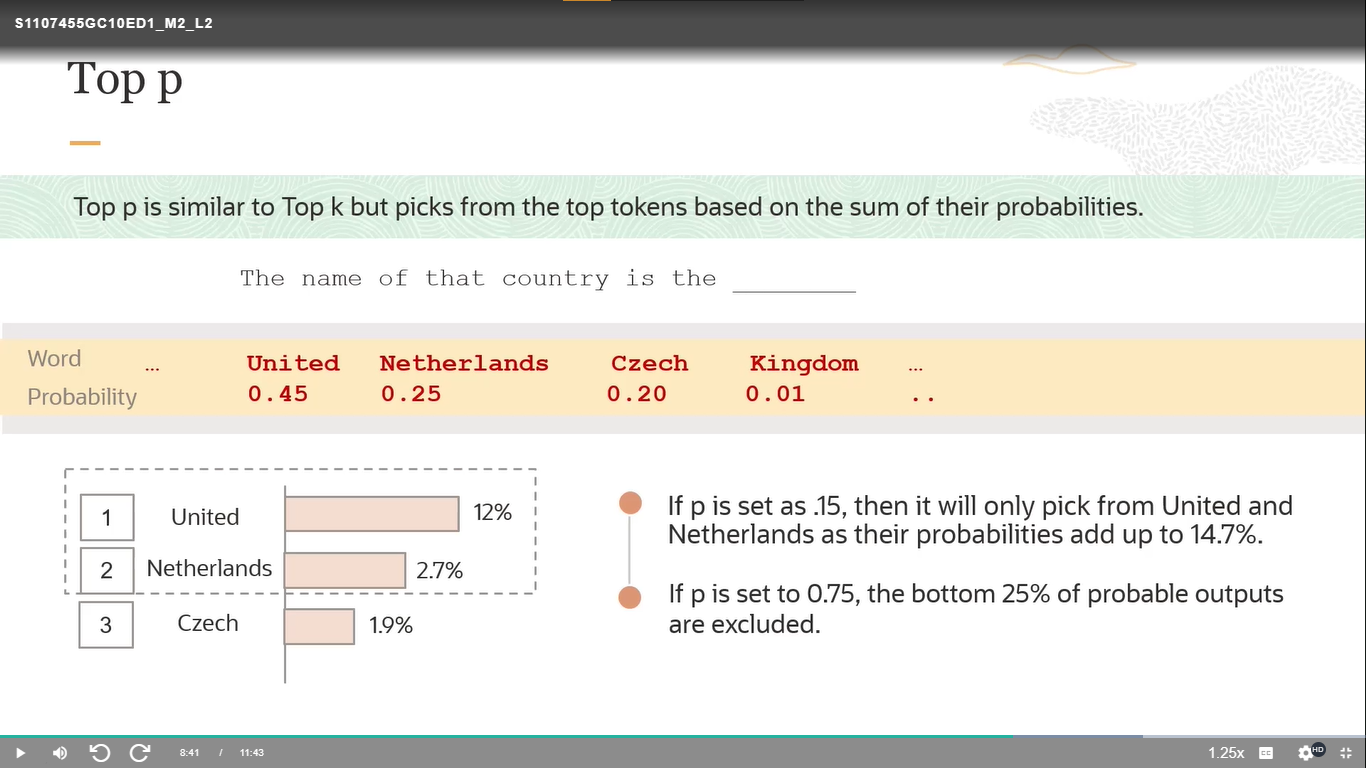 S1107455GC10ED1_M2_L2
Top p
Top p is similar to Top k but picks from the top tokens based on the sum of their probabilities.
The name of that country is the ________
Word ... United Netherlands Czech Kingdom ...
Probability 0.45 0.25 0.20 0.01 ..
1 United 12%
2 Netherlands 2.7%
3 Czech 1.9%
If p is set as .15, then it will only pick from United and
Netherlands as their probabilities add up to 14.7%.
If p is set to 0.75, the bottom 25% of probable outputs
are excluded.
8:41 / 11:43 1.25x CC HD